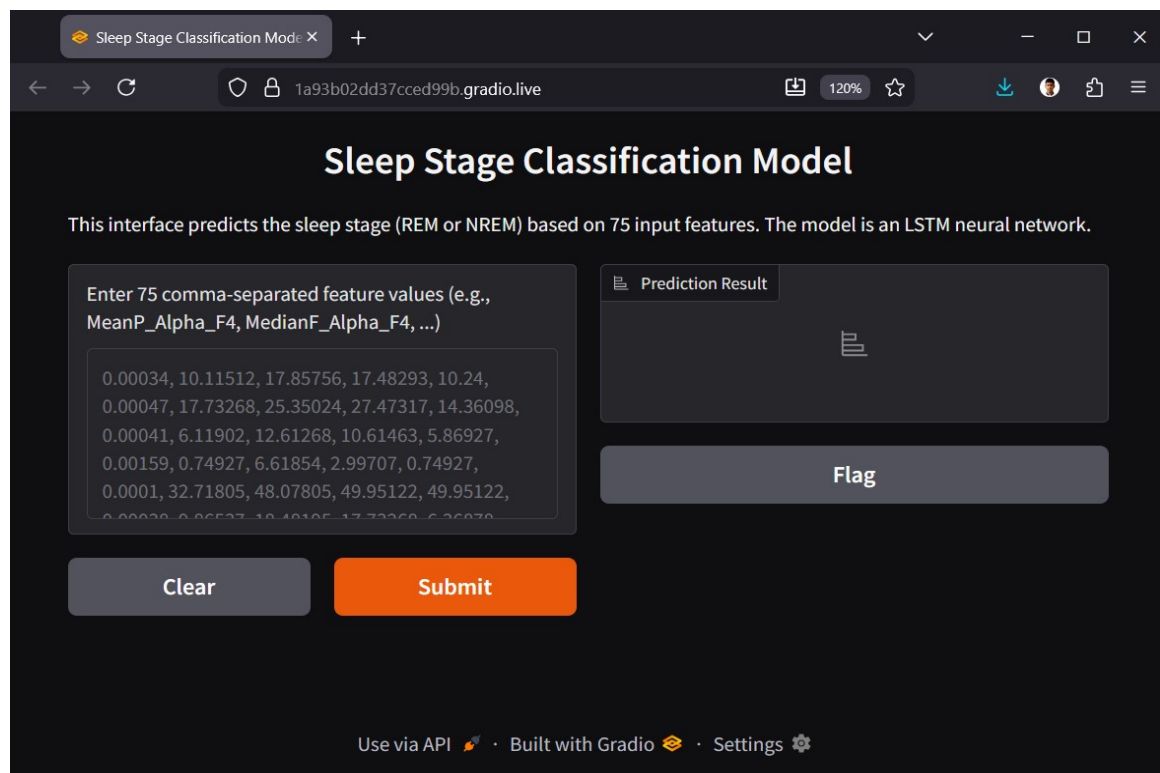 Sleep Stage Classification Mode
1a93b02dd37cced99b.gradio.live
120%
Sleep Stage Classification Model
This interface predicts the sleep stage (REM or NREM) based on 75 input features. The model is an LSTM neural network.
Enter 75 comma-separated feature values (e.g.,
MeanP_Alpha_F4, MedianF_Alpha_F4, ...)
0.00034, 10.11512, 17.85756, 17.48293, 10.24,
0.00047, 17.73268, 25.35024, 27.47317, 14.36098,
0.00041, 6.11902, 12.61268, 10.61463, 5.86927,
0.00159, 0.74927, 6.61854, 2.99707, 0.74927,
0.0001, 32.71805, 48.07805, 49.95122, 49.95122,
Prediction Result
Flag
Clear
Submit
Use via API · Built with Gradio · Settings